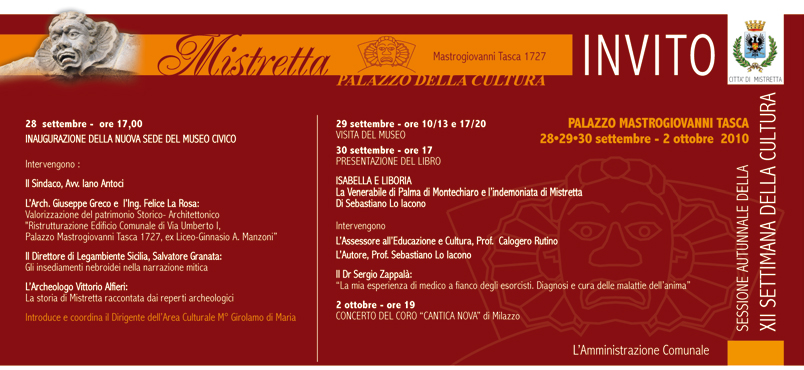 Mistretta
Mastrogiovanni Tasca 1727
PALAZZO DELLA CULTURA
INVITO
CITTA' DI MISTRETTA
28 settembre - ore 17,00
INAUGURAZIONE DELLA NUOVA SEDE DEL MUSEO CIVICO
Intervengono :
Il Sindaco, Avv. Iano Antoci
L'Arch. Giuseppe Greco e l'Ing. Felice La Rosa:
Valorizzazione del patrimonio Storico- Architettonico
"Ristrutturazione Edificio Comunale di Via Umberto I,
Palazzo Mastrogiovanni Tasca 1727, ex Liceo-Ginnasio A. Manzoni"
Il Direttore di Legambiente Sicilia, Salvatore Granata:
Gli insediamenti nebroidei nella narrazione mitica
L'Archeologo Vittorio Alfieri:
La storia di Mistretta raccontata dai reperti archeologici
Introduce e coordina il Dirigente dell'Area Culturale M° Girolamo di Maria
29 settembre - ore 10/13 e 17/20
VISITA DEL MUSEO
30 settembre - ore 17
PRESENTAZIONE DEL LIBRO
ISABELLA E LIBORIA
La Venerabile di Palma di Montechiaro e l'indemoniata di Mistretta
Di Sebastiano Lo Iacono
Intervengono
L'Assessore all'Educazione e Cultura, Prof. Calogero Rutino
L'Autore, Prof. Sebastiano Lo Iacono
Il Dr Sergio Zappalà:
"La mia esperienza di medico a fianco degli esorcisti. Diagnosi e cura delle malattie dell'anima"
2 ottobre - ore 19
CONCERTO DEL CORO "CANTICA NOVA" di Milazzo
PALAZZO MASTROGIOVANNI TASCA
28•29•30 settembre - 2 ottobre 2010
L'Amministrazione Comunale
SESSIONE AUTUNNALE DELLA
XII SETTIMANA DELLA CULTURA